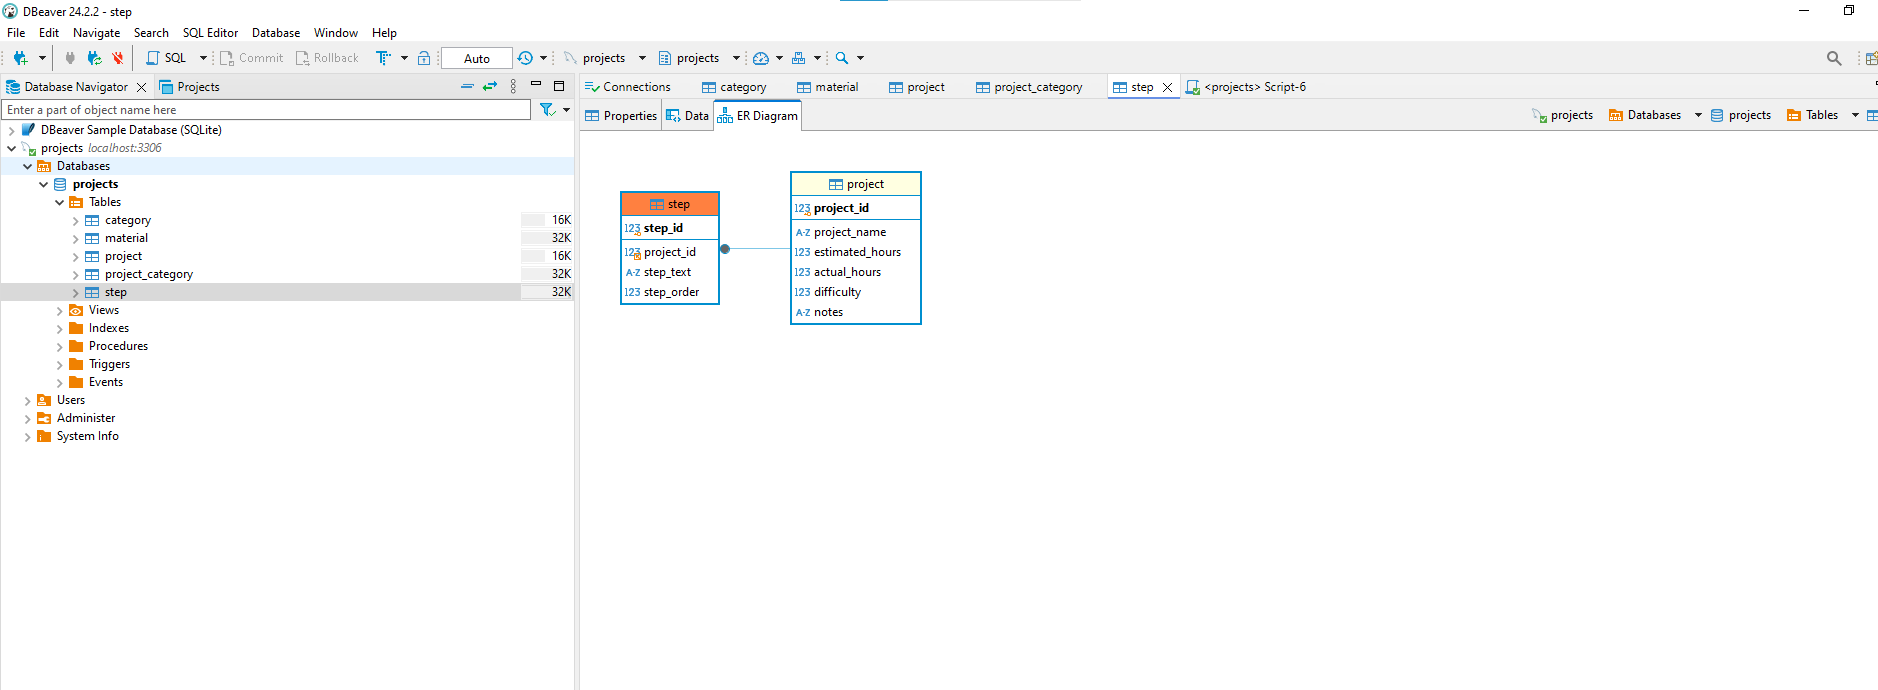 DBeaver 24.2.2 - step
File Edit Navigate Search SQL Editor Database Window Help
SQL Commit Rollback Auto projects projects
Database Navigator Projects
Connections category material project project_category step <projects> Script-6
Enter a part of object name here
Properties Data ER Diagram
projects Databases projects Tables
DBeaver Sample Database (SQLite)
projects localhost:3306
Databases
projects
Tables
category 16K
material 32K
project 16K
project_category 32K
step 32K
Views
Indexes
Procedures
Triggers
Events
Users
Administer
System Info
step
123 step_id
123 project_id
A-Z step_text
123 step_order
project
123 project_id
A-Z project_name
123 estimated_hours
123 actual_hours
123 difficulty
A-Z notes